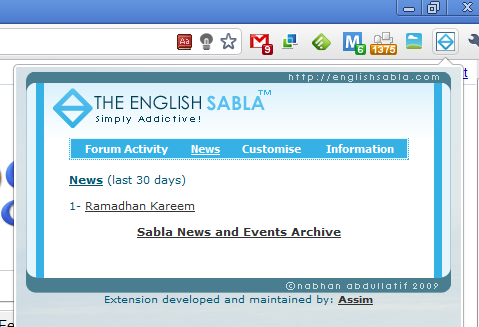 9
6
1375
http://englishsabla.com
THE ENGLISH SABLA™
Simply Addictive!
Forum Activity News Customise Information
News (last 30 days)
1- Ramadhan Kareem
Sabla News and Events Archive
©nabhan abdullatif 2009
Extension developed and maintained by: Assim